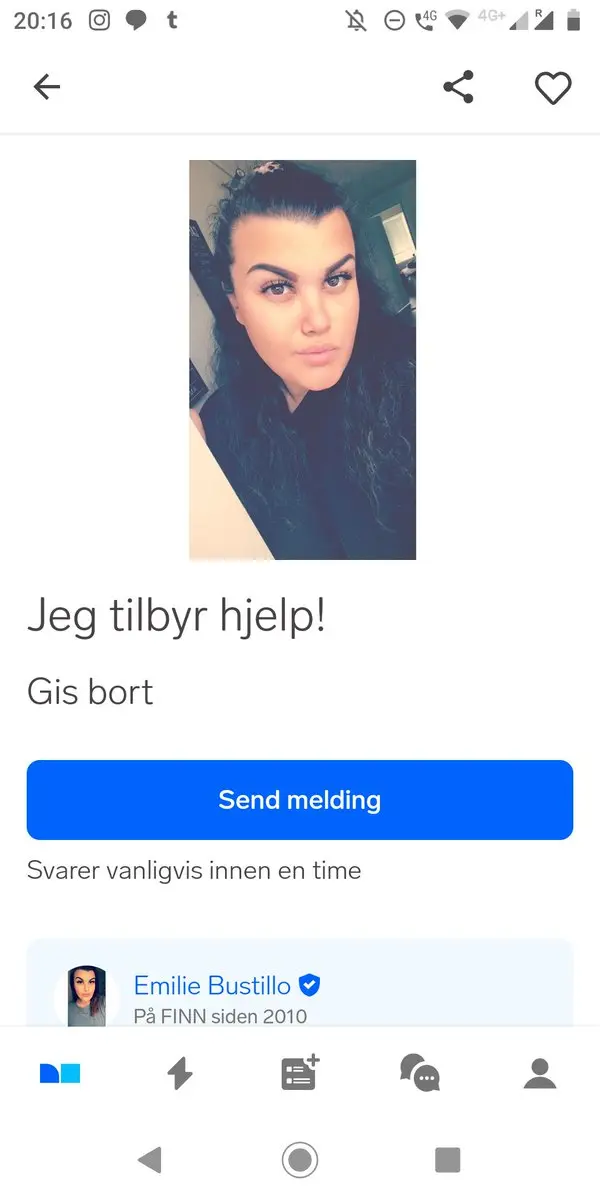 20:16
t
4G
4G+
R
Jeg tilbyr hjelp!
Gis bort
Send melding
Svarer vanligvis innen en time
Emilie Bustillo
På FINN siden 2010